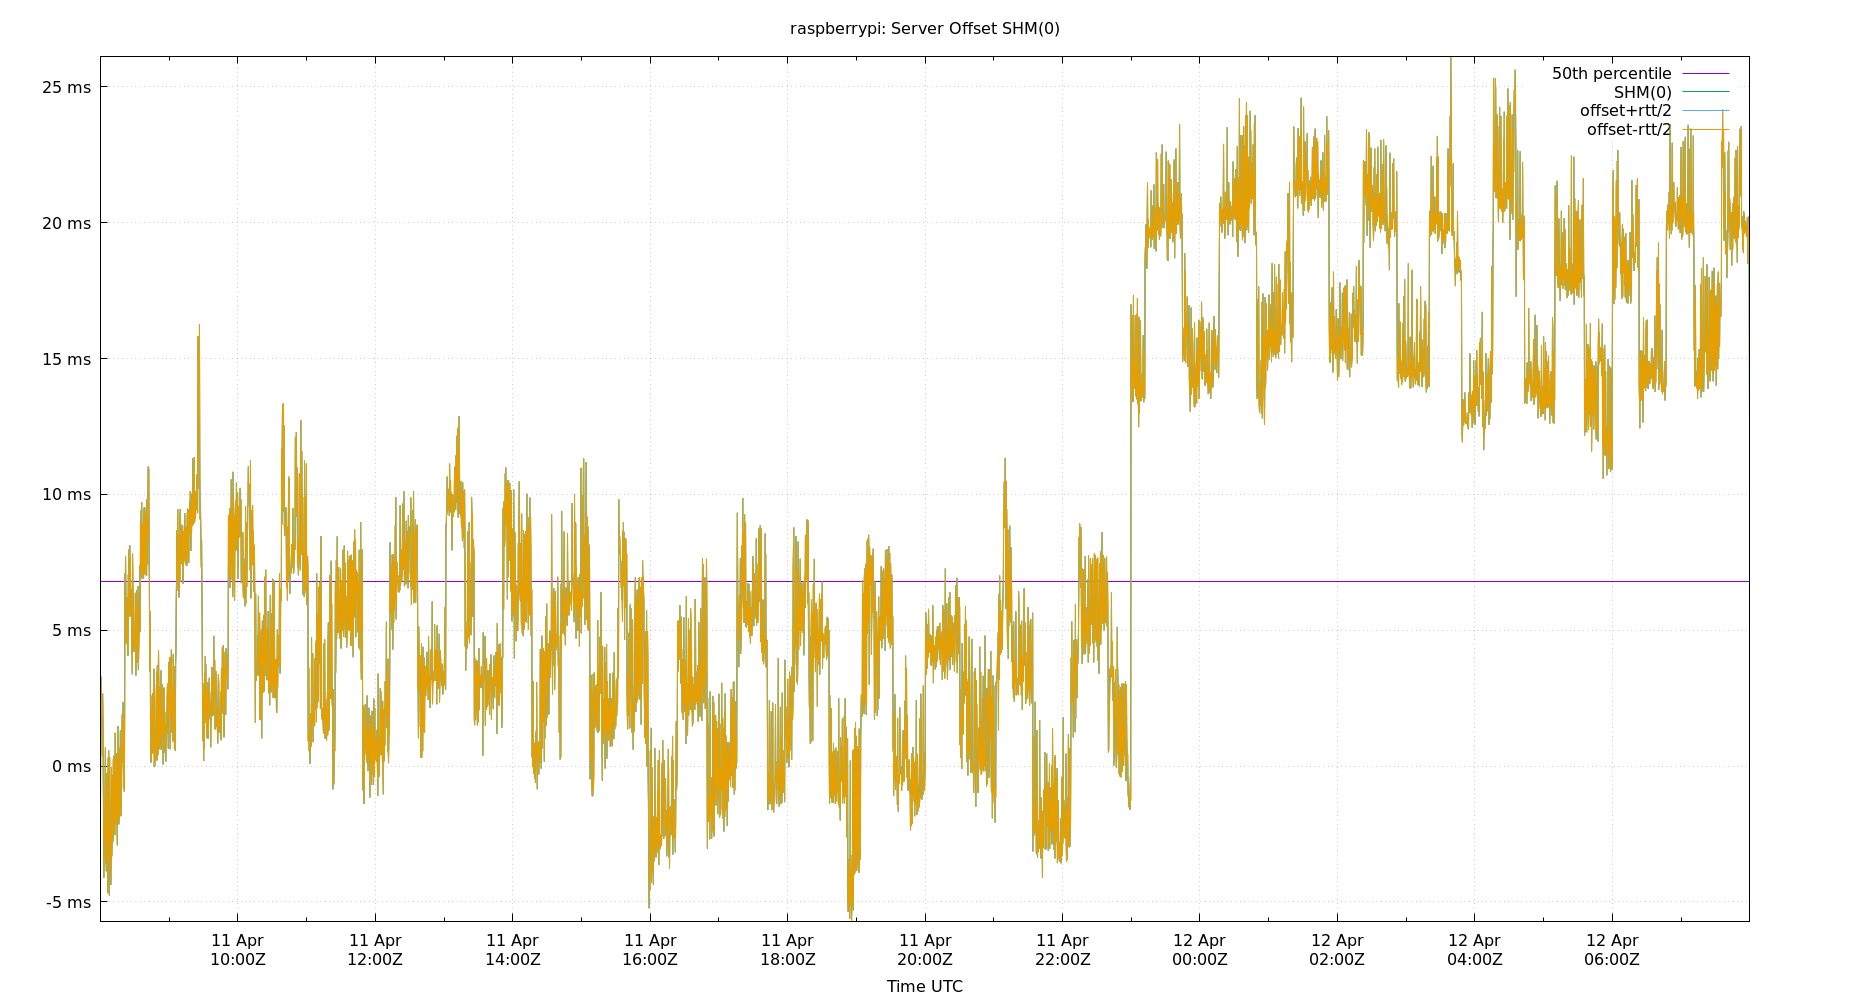 raspberrypi: Server Offset SHM(0)
25 ms
20 ms
15 ms
10 ms
5 ms
0 ms
-5 ms
50th percentile
SHM(0)
offset+rtt/2
offset-rtt/2
11 Apr
10:00Z
11 Apr
12:00Z
11 Apr
14:00Z
11 Apr
16:00Z
11 Apr
18:00Z
11 Apr
20:00Z
11 Apr
22:00Z
12 Apr
00:00Z
12 Apr
02:00Z
12 Apr
04:00Z
12 Apr
06:00Z
Time UTC